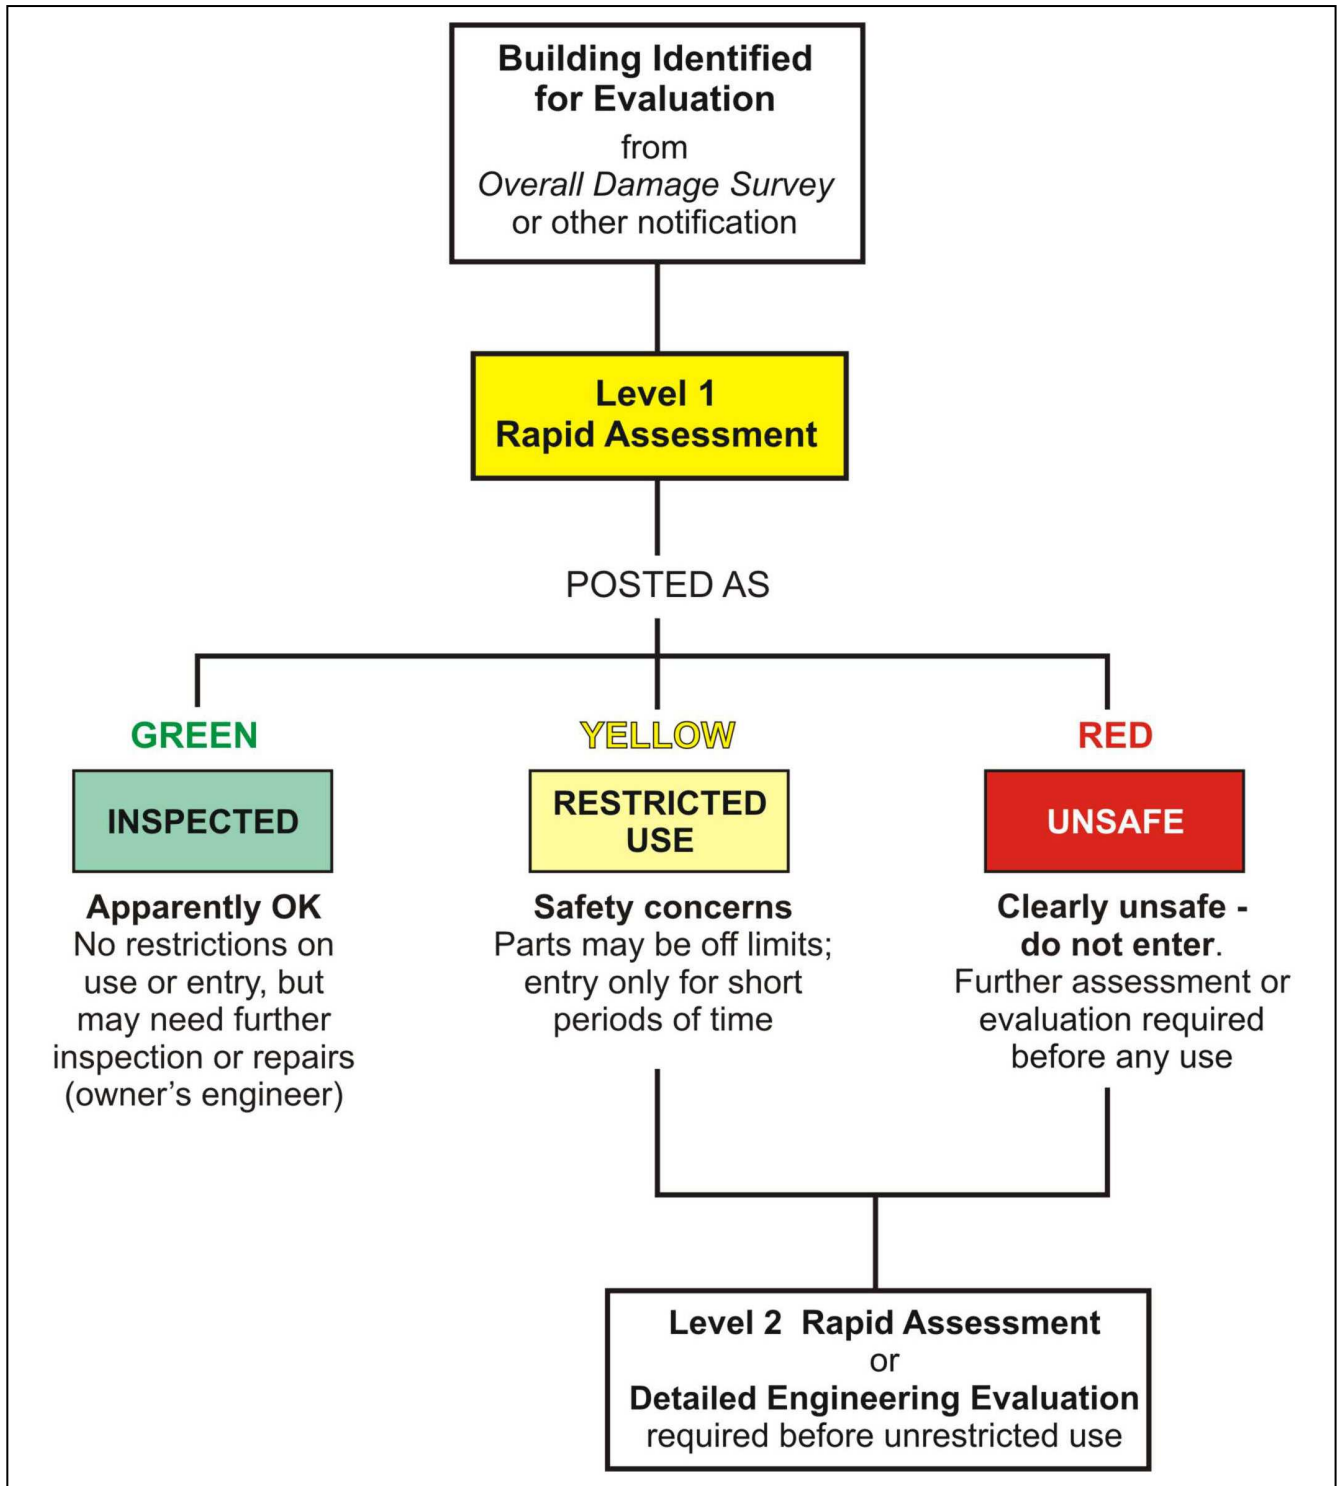 Building Identified
for Evaluation
from
Overall Damage Survey
or other notification
Level 1
Rapid Assessment
POSTED AS
GREEN
INSPECTED
Apparently OK
No restrictions on
use or entry, but
may need further
inspection or repairs
(owner's engineer)
YELLOW
RESTRICTED
USE
Safety concerns
Parts may be off limits;
entry only for short
periods of time
RED
UNSAFE
Clearly unsafe -
do not enter.
Further assessment or
evaluation required
before any use
Level 2  Rapid Assessment
or
Detailed Engineering Evaluation
required before unrestricted use